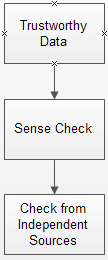 Trustworthy
Data
Sense Check
Check from
Independent
Sources